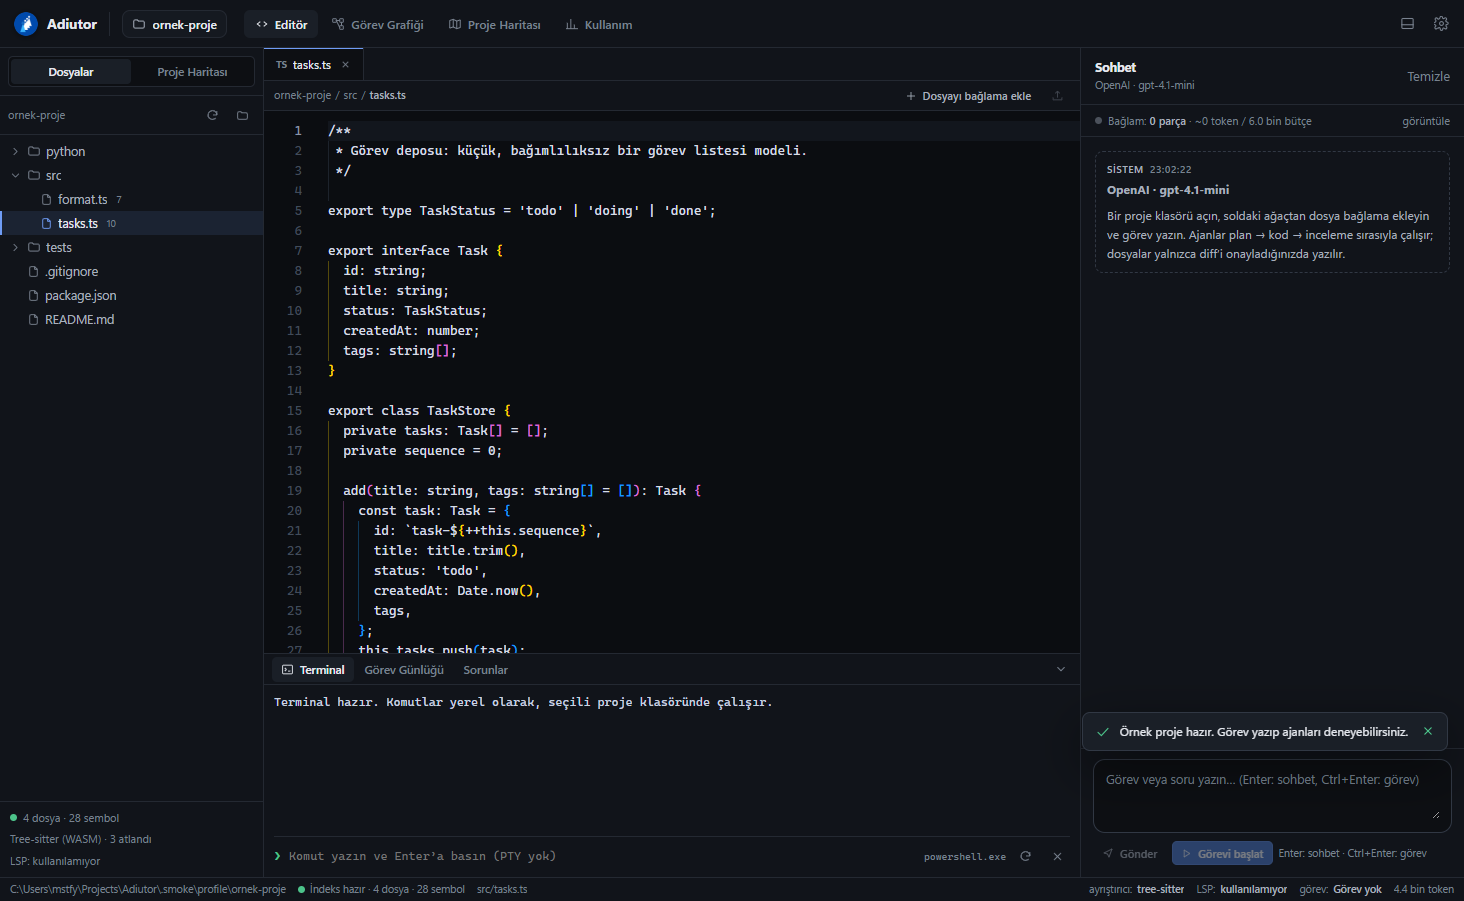 Adiutor
ornek-proje
Editör
Görev Grafiği
Proje Haritası
Kullanım
Dosyalar
Proje Haritası
ornek-proje
python
src
format.ts 7
tasks.ts 10
tests
.gitignore
package.json
README.md
4 dosya · 28 sembol
Tree-sitter (WASM) · 3 atlandı
LSP: kullanılamıyor
TS tasks.ts
ornek-proje / src / tasks.ts
+ Dosyayı bağlama ekle
1 /**
2 * Görev deposu: küçük, bağımlılıksız bir görev listesi modeli.
3 */
4
5 export type TaskStatus = 'todo' | 'doing' | 'done';
6
7 export interface Task {
8 id: string;
9 title: string;
10 status: TaskStatus;
11 createdAt: number;
12 tags: string[];
13 }
14
15 export class TaskStore {
16 private tasks: Task[] = [];
17 private sequence = 0;
18
19 add(title: string, tags: string[] = []): Task {
20 const task: Task = {
21 id: `task-${++this.sequence}`,
22 title: title.trim(),
23 status: 'todo',
24 createdAt: Date.now(),
25 tags,
26 };
27 this.tasks.push(task);
Terminal
Görev Günlüğü
Sorunlar
Terminal hazır. Komutlar yerel olarak, seçili proje klasöründe çalışır.
❯ Komut yazın ve Enter'a basın (PTY yok)
powershell.exe
Sohbet
OpenAI · gpt-4.1-mini
Temizle
Bağlam: 0 parça · ~0 token / 6.0 bin bütçe
görüntüle
SİSTEM 23:02:22
OpenAI · gpt-4.1-mini
Bir proje klasörü açın, soldaki ağaçtan dosya bağlama ekleyin
ve görev yazın. Ajanlar plan → kod → inceleme sırasıyla çalışır;
dosyalar yalnızca diff'i onayladığınızda yazılır.
Örnek proje hazır. Görev yazıp ajanları deneyebilirsiniz.
Görev veya soru yazın... (Enter: sohbet, Ctrl+Enter: görev)
Gönder
Görevi başlat
Enter: sohbet · Ctrl+Enter: görev
C:\Users\mstfy\Projects\Adiutor\.smoke\profile\ornek-proje
İndeks hazır · 4 dosya · 28 sembol
src/tasks.ts
ayrıştırıcı: tree-sitter
LSP: kullanılamıyor
görev: Görev yok
4.4 bin token